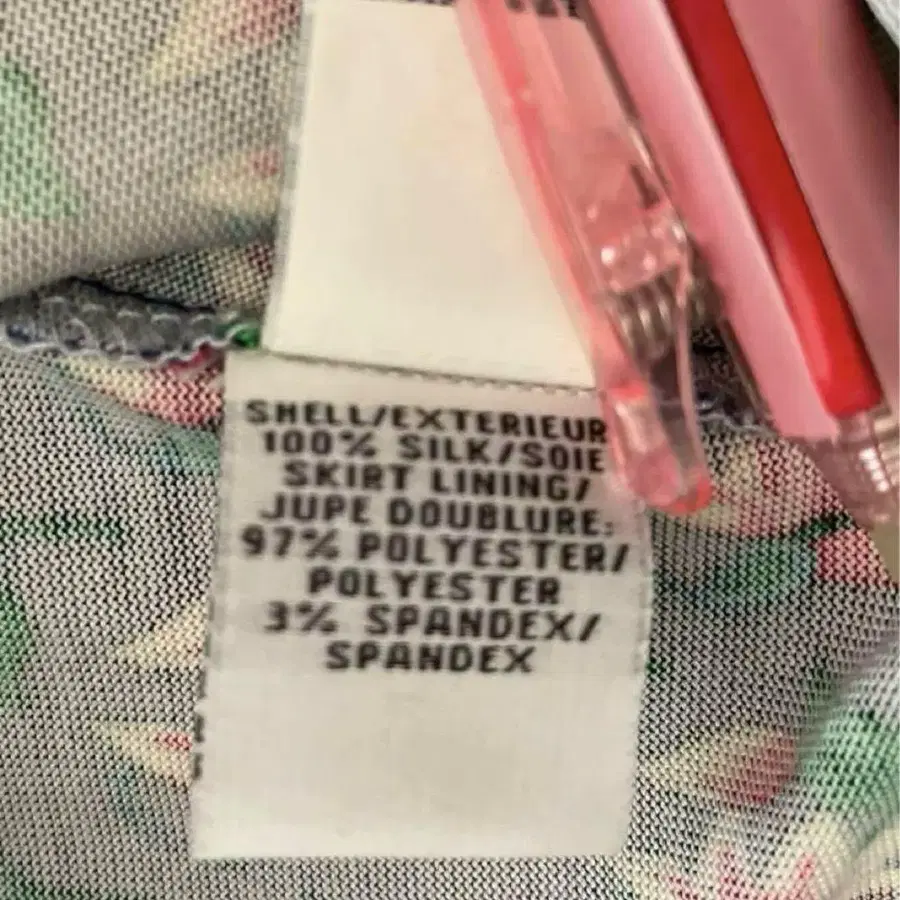 SHELL/EXTERIEUR
100% SILK/SOIE
SKIRT LINING/
JUPE DOUBLURE:
97% POLYESTER/
POLYESTER
3% SPANDEX/
SPANDEX